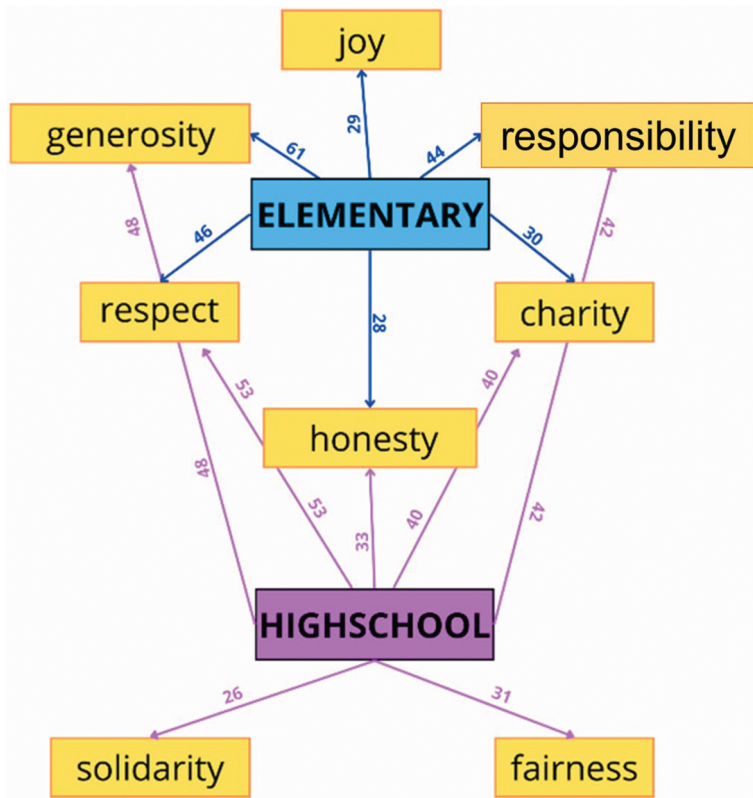 joy
generosity
responsibility
61
29
44
ELEMENTARY
48
46
30
42
respect
charity
28
53
40
honesty
48
53
33
40
42
HIGHSCHOOL
26
31
solidarity
fairness